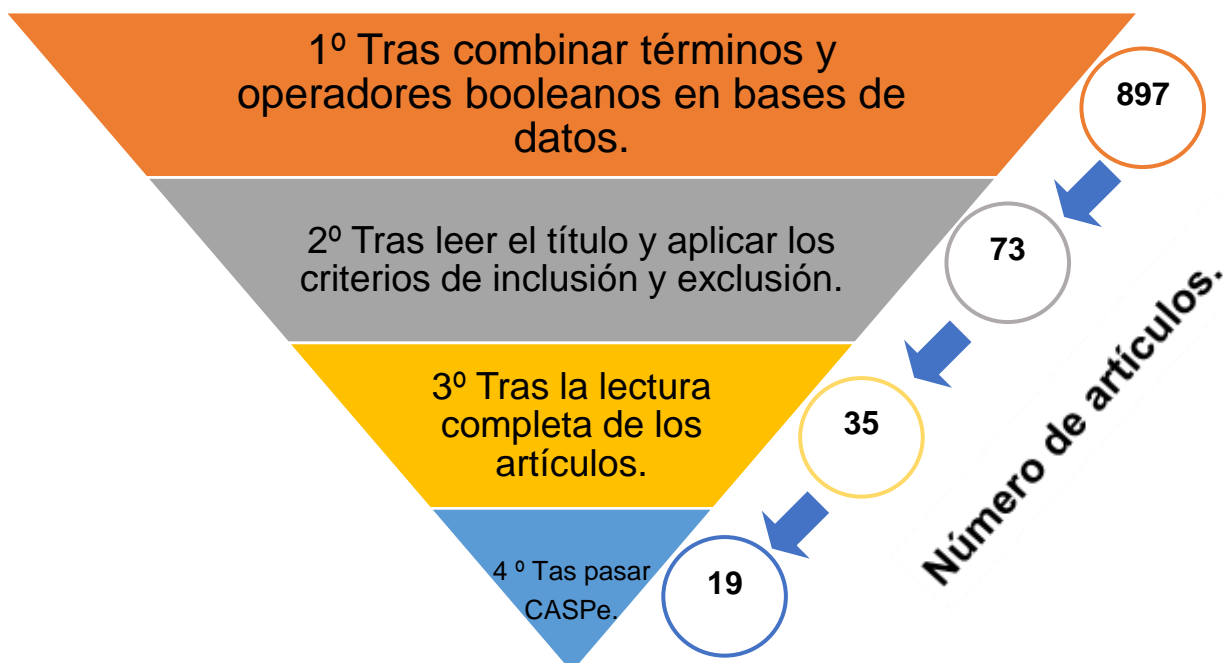 1º Tras combinar términos y
operadores booleanos en bases de
datos.
897
2º Tras leer el título y aplicar los
criterios de inclusión y exclusión.
73
3º Tras la lectura
completa de los
artículos.
35
4 º Tas pasar
CASPe.
19
Número de artículos.